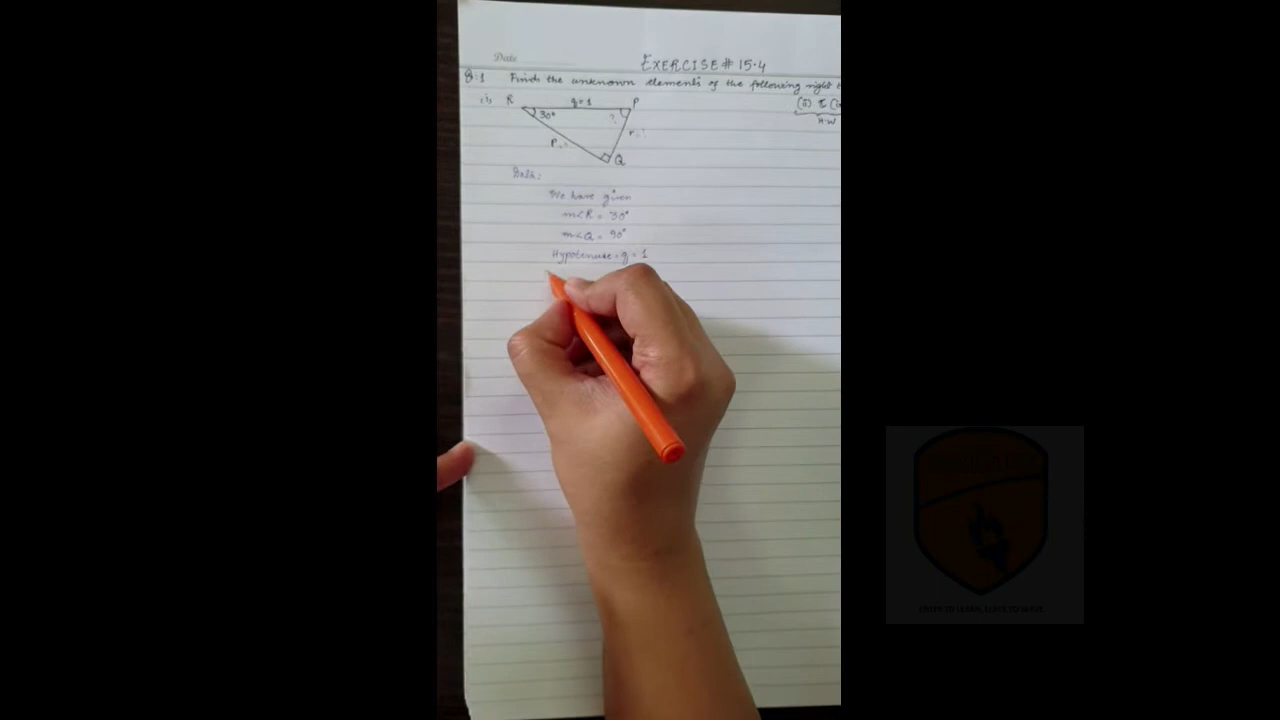 Date
EXERCISE # 15.4
Q:1 Find the unknown elements of the following right
R q=1 P
30° ?
r=?
P=
Q
Soln:
We have given
m<R = 30°
m<Q = 90°
Hypotenuse = q = 1
H.W